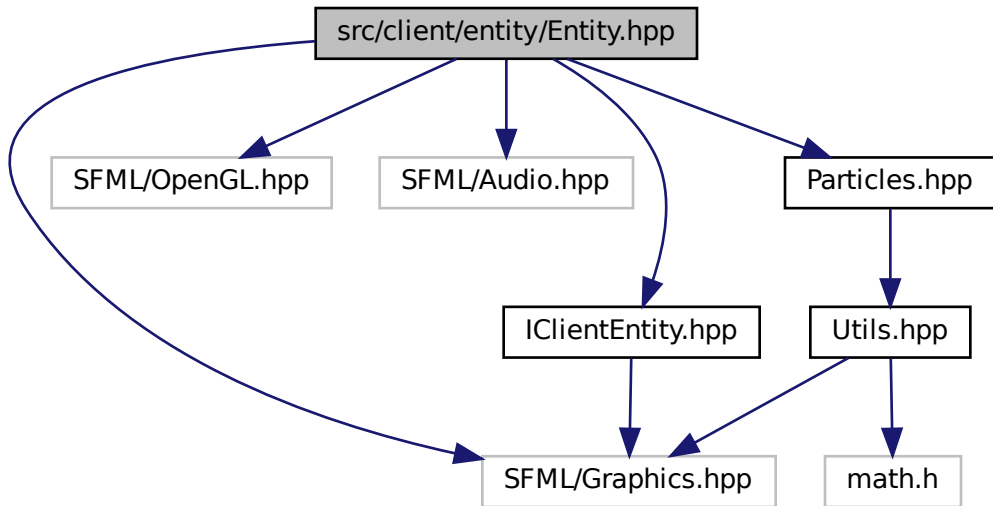 src/client/entity/Entity.hpp
SFML/OpenGL.hpp
SFML/Audio.hpp
Particles.hpp
IClientEntity.hpp
Utils.hpp
SFML/Graphics.hpp
math.h